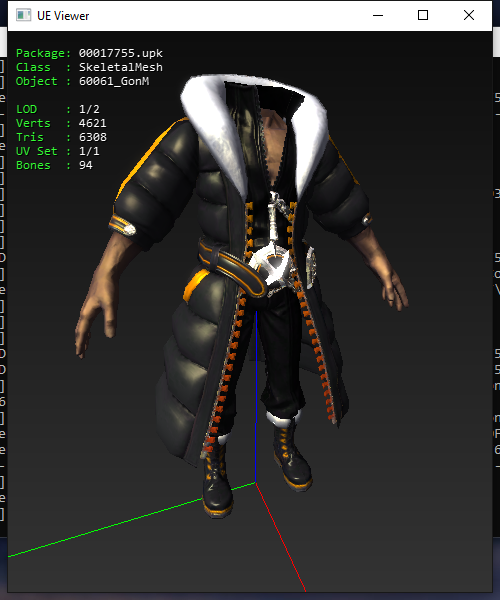 UE Viewer
Package: 00017755.upk
Class : SkeletalMesh
Object : 60061_GonM
LOD : 1/2
Verts : 4621
Tris : 6308
UV Set : 1/1
Bones : 94